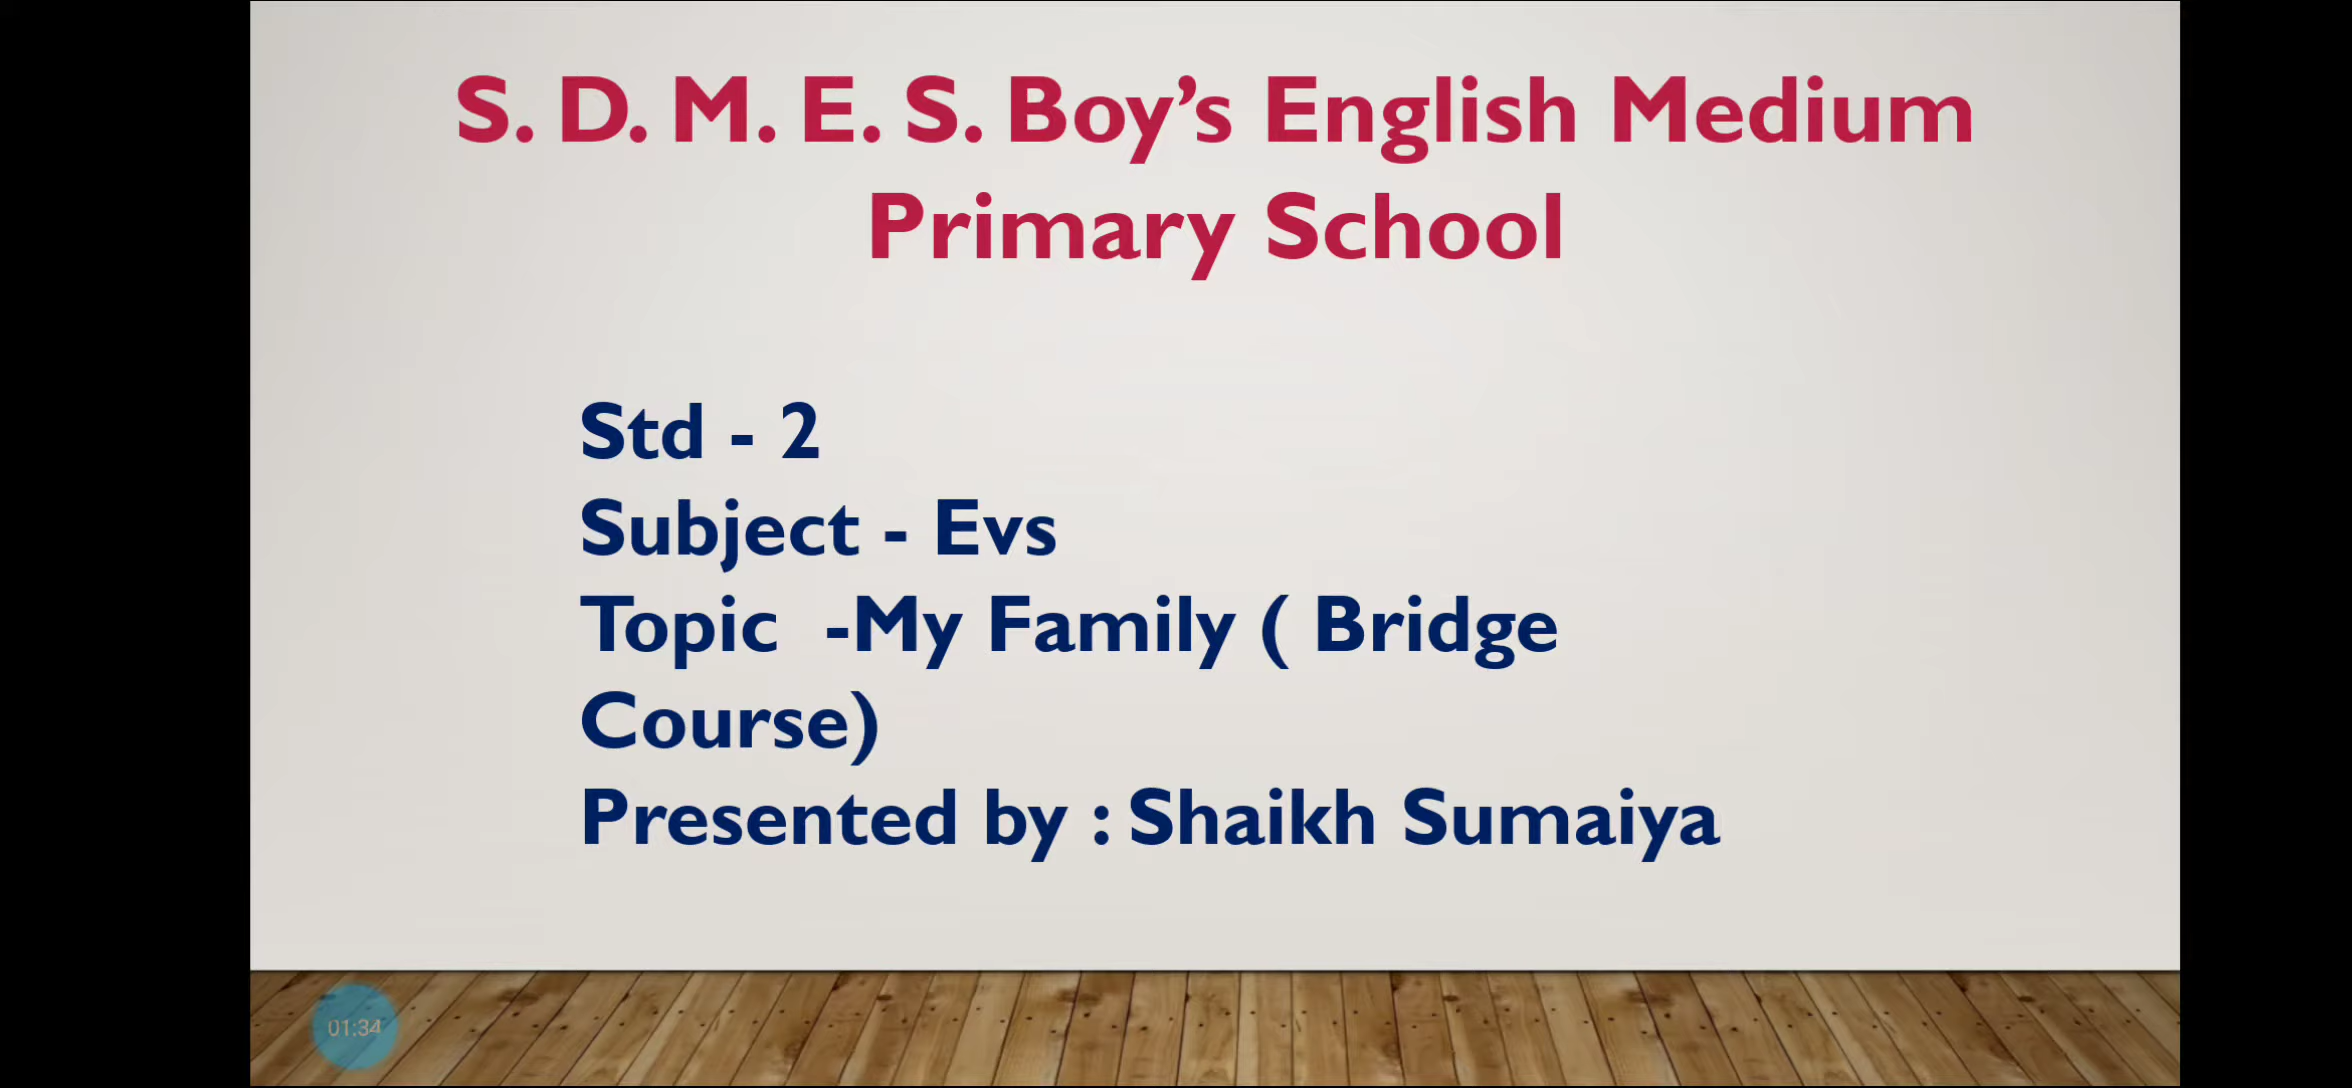 S. D. M. E. S. Boy’s English Medium
Primary School
Std - 2
Subject - Evs
Topic  -My Family ( Bridge
Course)
Presented by : Shaikh Sumaiya
01:34